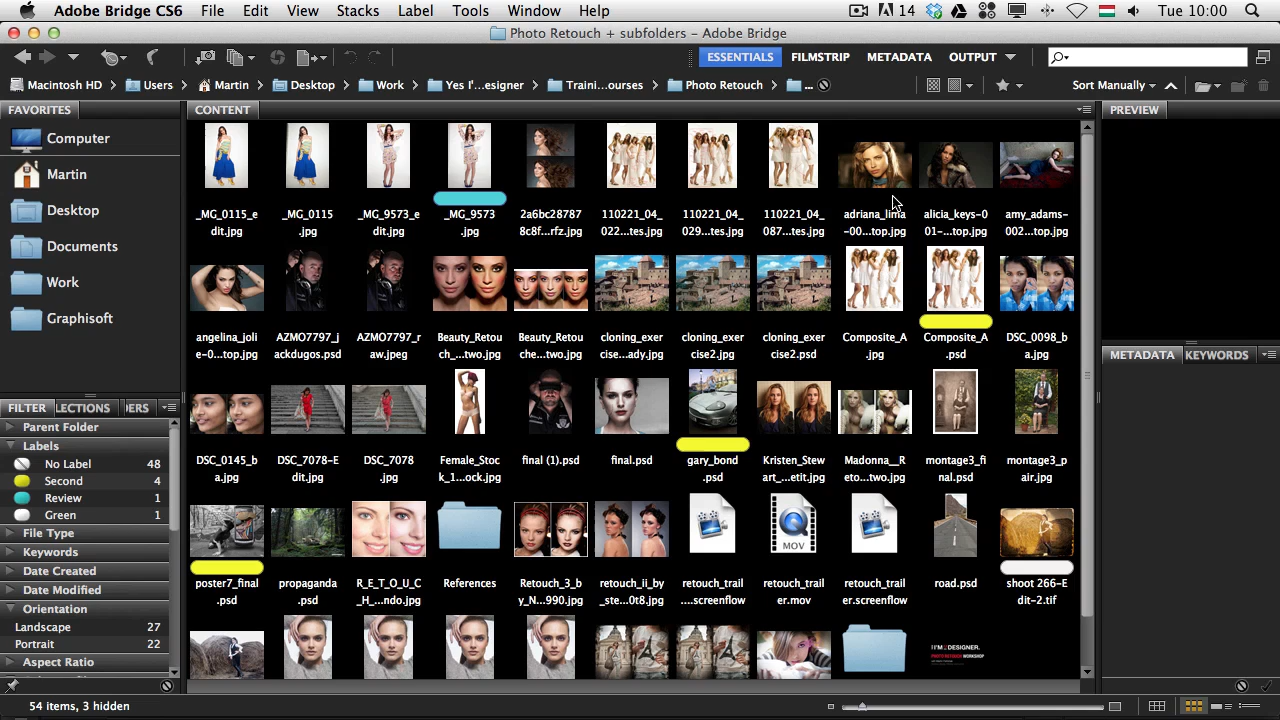 Adobe Bridge CS6 File Edit View Stacks Label Tools Window Help 14 Tue 10:00
Photo Retouch + subfolders – Adobe Bridge
ESSENTIALS FILMSTRIP METADATA OUTPUT
Macintosh HD Users Martin Desktop Work Yes I'...esigner Traini...ourses Photo Retouch ... Sort Manually
FAVORITES CONTENT PREVIEW
Computer
Martin
Desktop
Documents
Work
Graphisoft
_MG_0115_e
dit.jpg
_MG_0115
.jpg
_MG_9573_e
dit.jpg
_MG_9573
.jpg
2a6bc28787
8c8f...rfz.jpg
110221_04_
022...tes.jpg
110221_04_
029...tes.jpg
110221_04_
087...tes.jpg
adriana_lima
-00...top.jpg
alicia_keys-0
01-...top.jpg
amy_adams-
002...top.jpg
angelina_joli
e-0...top.jpg
AZMO7797_j
ackdugos.psd
AZMO7797_r
aw.jpeg
Beauty_Retou
ch_...two.jpg
Beauty_Retou
che...two.jpg
cloning_exer
cise...ady.jpg
cloning_exer
cise2.jpg
cloning_exer
cise2.psd
Composite_A
.jpg
Composite_A
.psd
DSC_0098_b
a.jpg
DSC_0145_b
a.jpg
DSC_7078-E
dit.jpg
DSC_7078
.jpg
Female_Stoc
k_1...ock.jpg
final (1).psd
final.psd
gary_bond
.psd
Kristen_Stew
art_...etit.jpg
Madonna__R
eto...two.jpg
montage3_fi
nal.psd
montage3_p
air.jpg
poster7_final
.psd
propaganda
.psd
R_E_T_O_U_C
_H_...ndo.jpg
References
Retouch_3_b
y_N...990.jpg
retouch_ii_by
_ste...0t8.jpg
retouch_trail
....screenflow
retouch_trail
er.mov
retouch_trail
er.screenflow
road.psd
shoot 266-E
dit-2.tif
MOV
I'M . DESIGNER.
PHOTO RETOUCH WORKSHOP
METADATA KEYWORDS
FILTER LECTIONS ERS
Parent Folder
Labels
No Label 48
Second 4
Review 1
Green 1
File Type
Keywords
Date Created
Date Modified
Orientation
Landscape 27
Portrait 22
Aspect Ratio
54 items, 3 hidden